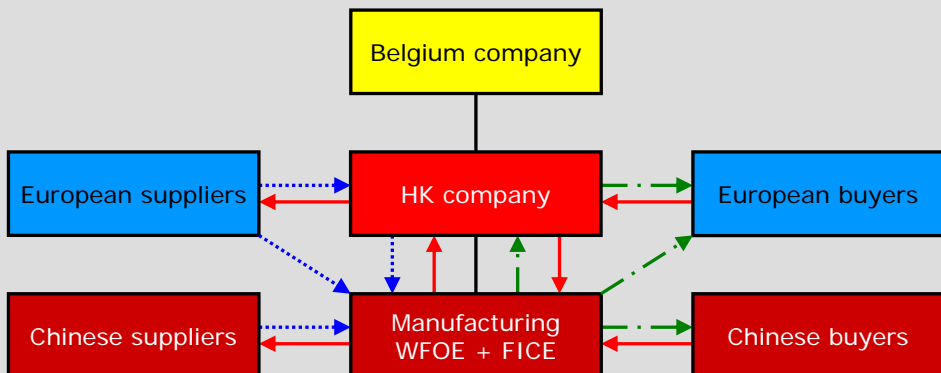 Belgium company
European suppliers
HK company
European buyers
Chinese suppliers
Manufacturing
WFOE + FICE
Chinese buyers